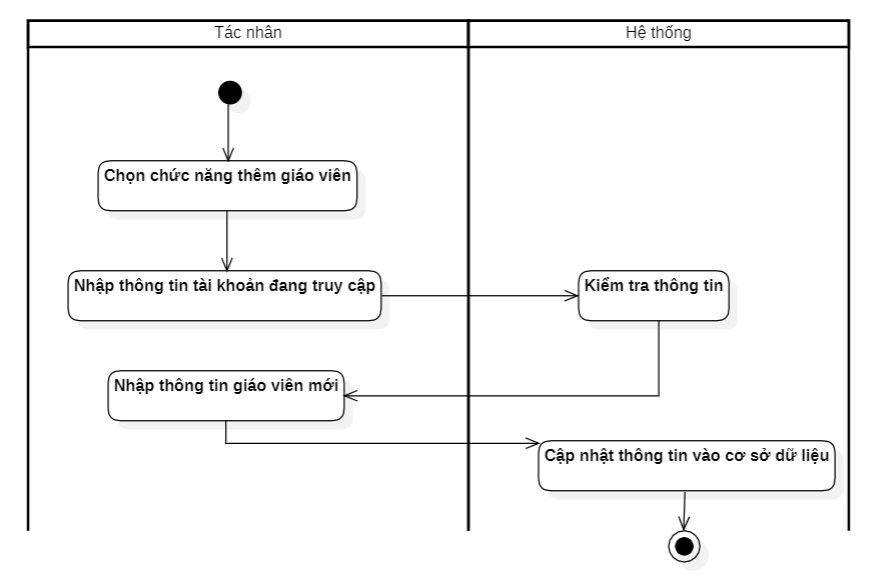 Tác nhân
Hệ thống
Chọn chức năng thêm giáo viên
Nhập thông tin tài khoản đang truy cập
Kiểm tra thông tin
Nhập thông tin giáo viên mới
Cập nhật thông tin vào cơ sở dữ liệu